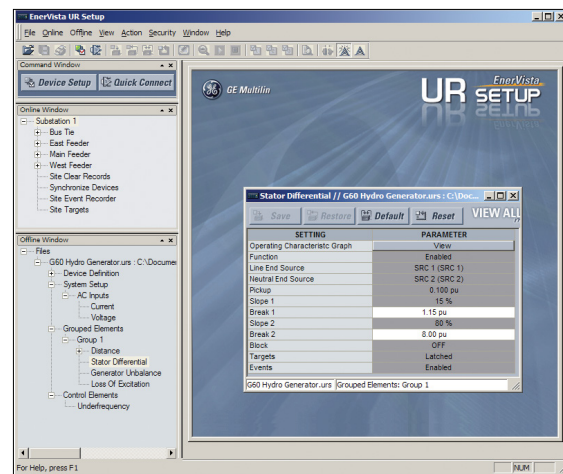 EnerVista UR Setup
File Online Offline View Action Security Window Help
Command Window
Device Setup Quick Connect
Online Window
Substation 1
Bus Tie
East Feeder
Main Feeder
West Feeder
Site Clear Records
Synchronize Devices
Site Event Recorder
Site Targets
Offline Window
Files
G60 Hydro Generator.urs : C:\Documen
Device Definition
System Setup
AC Inputs
Current
Voltage
Grouped Elements
Group 1
Distance
Stator Differential
Generator Unbalance
Loss Of Excitation
Control Elements
Underfrequency
GE Multilin
EnerVista
UR SETUP
Stator Differential // G60 Hydro Generator.urs : C:\Doc...
Save Restore Default Reset VIEW ALL
SETTING PARAMETER
Operating Characteristc Graph View
Function Enabled
Line End Source SRC 1 (SRC 1)
Neutral End Source SRC 2 (SRC 2)
Pickup 0.100 pu
Slope 1 15 %
Break 1 1.15 pu
Slope 2 80 %
Break 2 8.00 pu
Block OFF
Targets Latched
Events Enabled
G60 Hydro Generator.urs Grouped Elements: Group 1
For Help, press F1 NUM